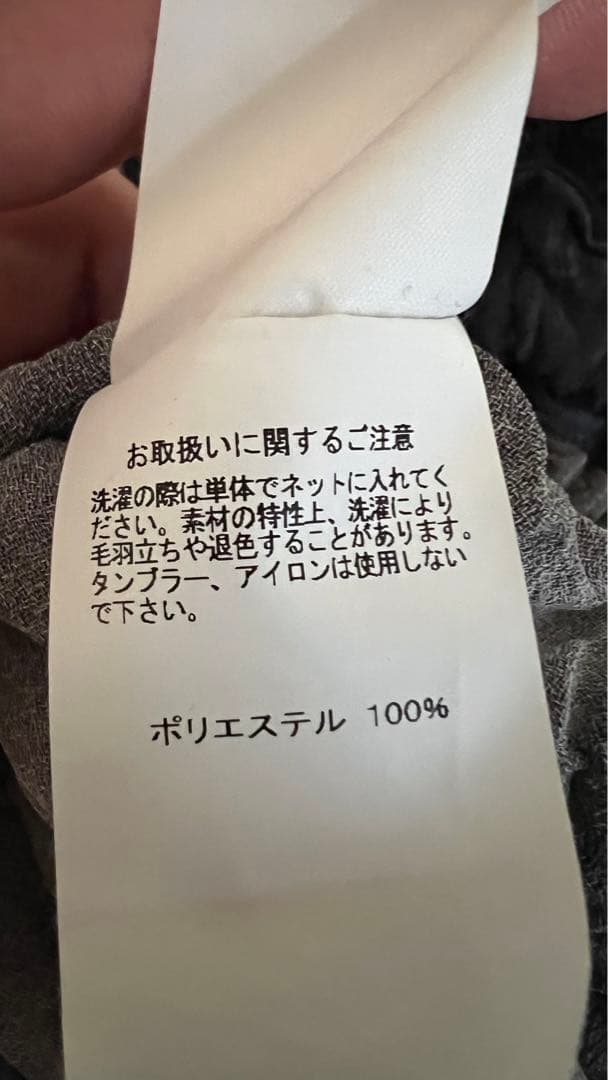 お取扱いに関するご注意
洗濯の際は単体でネットに入れてく
ださい。素材の特性上、洗濯により
毛羽立ちや退色することがあります。
タンブラー、アイロンは使用しない
で下さい。
ポリエステル 100%